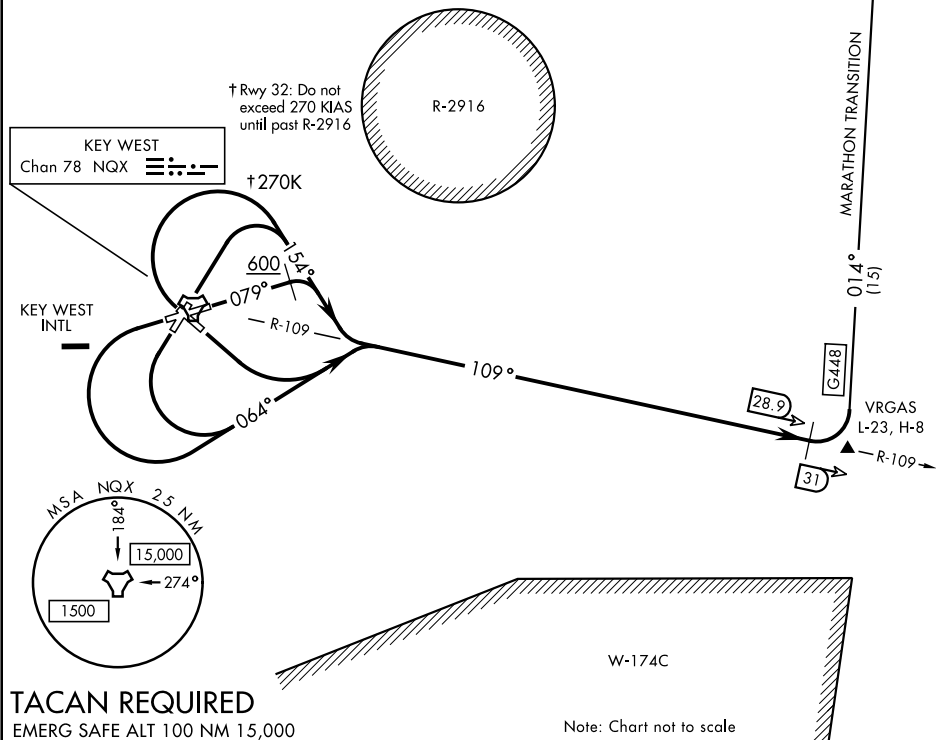 † Rwy 32: Do not
exceed 270 KIAS
until past R-2916
R-2916
MARATHON TRANSITION
KEY WEST
Chan 78 NQX
†270K
154°
600
079°
014°
(15)
KEY WEST
INTL
R-109
109°
G448
28.9
VRGAS
L-23, H-8
064°
R-109
31
MSA NQX 25 NM
184°
15,000
274°
1500
W-174C
TACAN REQUIRED
EMERG SAFE ALT 100 NM 15,000
Note: Chart not to scale